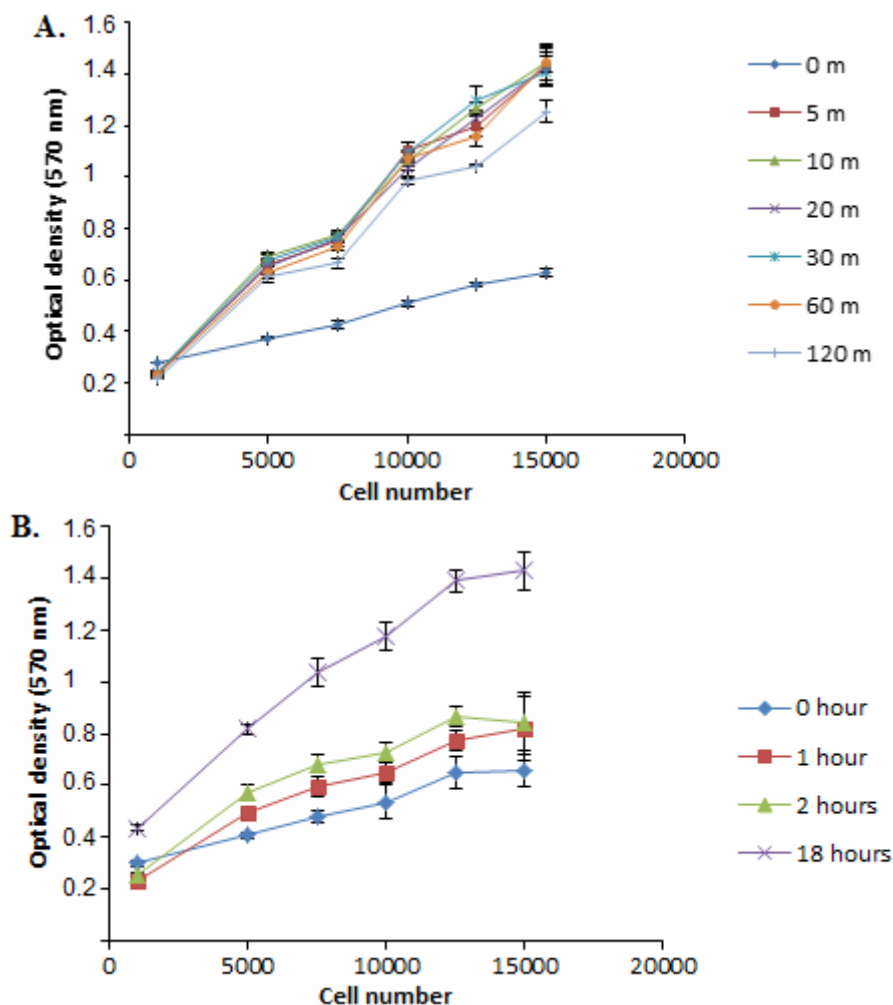 A.
Optical density (570 nm)
1.6
1.4
1.2
1
0.8
0.6
0.4
0.2
0 5000 10000 15000 20000
Cell number
0 m
5 m
10 m
20 m
30 m
60 m
120 m
B.
Optical density (570 nm)
1.6
1.4
1.2
1
0.8
0.6
0.4
0.2
0 5000 10000 15000 20000
Cell number
0 hour
1 hour
2 hours
18 hours